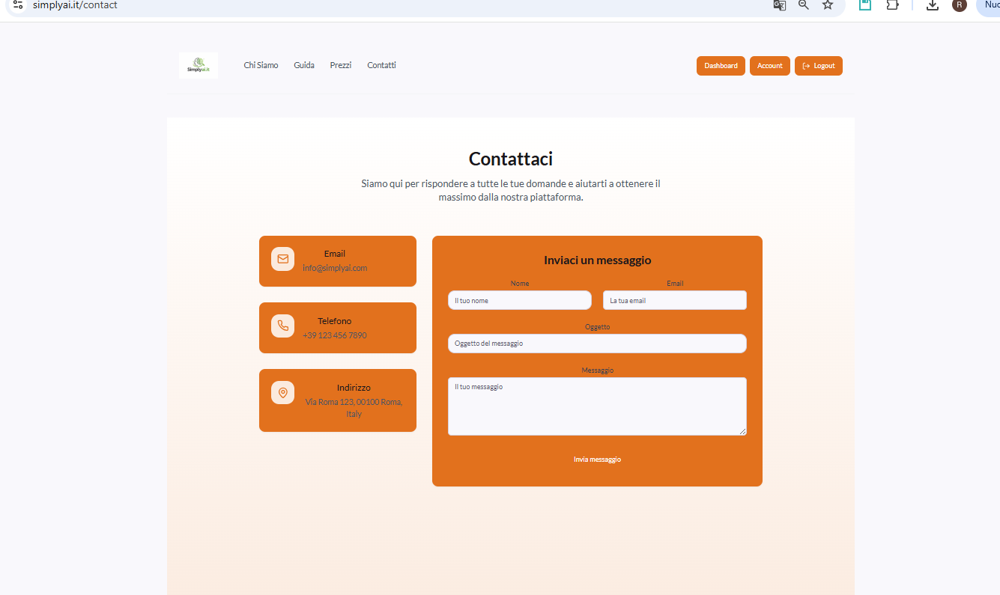 simplyai.it/contact
R
Nuo
Simplyai.it
Chi Siamo
Guida
Prezzi
Contatti
Dashboard
Account
Logout
Contattaci
Siamo qui per rispondere a tutte le tue domande e aiutarti a ottenere il
massimo dalla nostra piattaforma.
Email
info@simplyai.com
Telefono
+39 123 456 7890
Indirizzo
Via Roma 123, 00100 Roma,
Italy
Inviaci un messaggio
Nome
Email
Il tuo nome
La tua email
Oggetto
Oggetto del messaggio
Messaggio
Il tuo messaggio
Invia messaggio